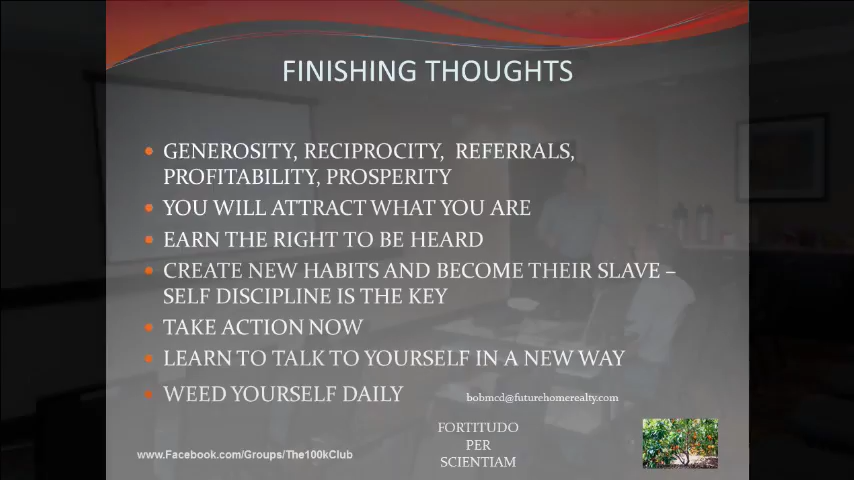 FINISHING THOUGHTS
• GENEROSITY, RECIPROCITY, REFERRALS,
PROFITABILITY, PROSPERITY
• YOU WILL ATTRACT WHAT YOU ARE
• EARN THE RIGHT TO BE HEARD
• CREATE NEW HABITS AND BECOME THEIR SLAVE –
SELF DISCIPLINE IS THE KEY
• TAKE ACTION NOW
• LEARN TO TALK TO YOURSELF IN A NEW WAY
• WEED YOURSELF DAILY
bobmcd@futurehomerealty.com
FORTITUDO
PER
SCIENTIAM
www.Facebook.com/Groups/The100kClub